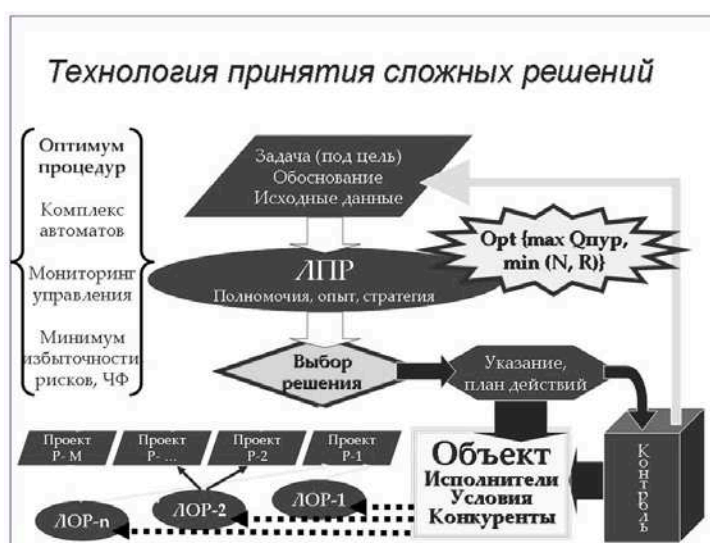 Технология принятия сложных решений
Оптимум
процедур
Комплекс
автоматов
Мониторинг
управления
Минимум
избыточности
рисков, ЧФ
Задача (под цель)
Обоснование
Исходные данные
Opt {max Qпур,
min (N, R)}
ЛПР
Полномочия, опыт, стратегия
Выбор
решения
Указание,
план действий
Контроль
Объект
Исполнители
Условия
Конкуренты
Проект
Р- М
Проект
Р- ...
Проект
Р-2
Проект
Р-1
ЛОР-n
ЛОР-2
ЛОР-1